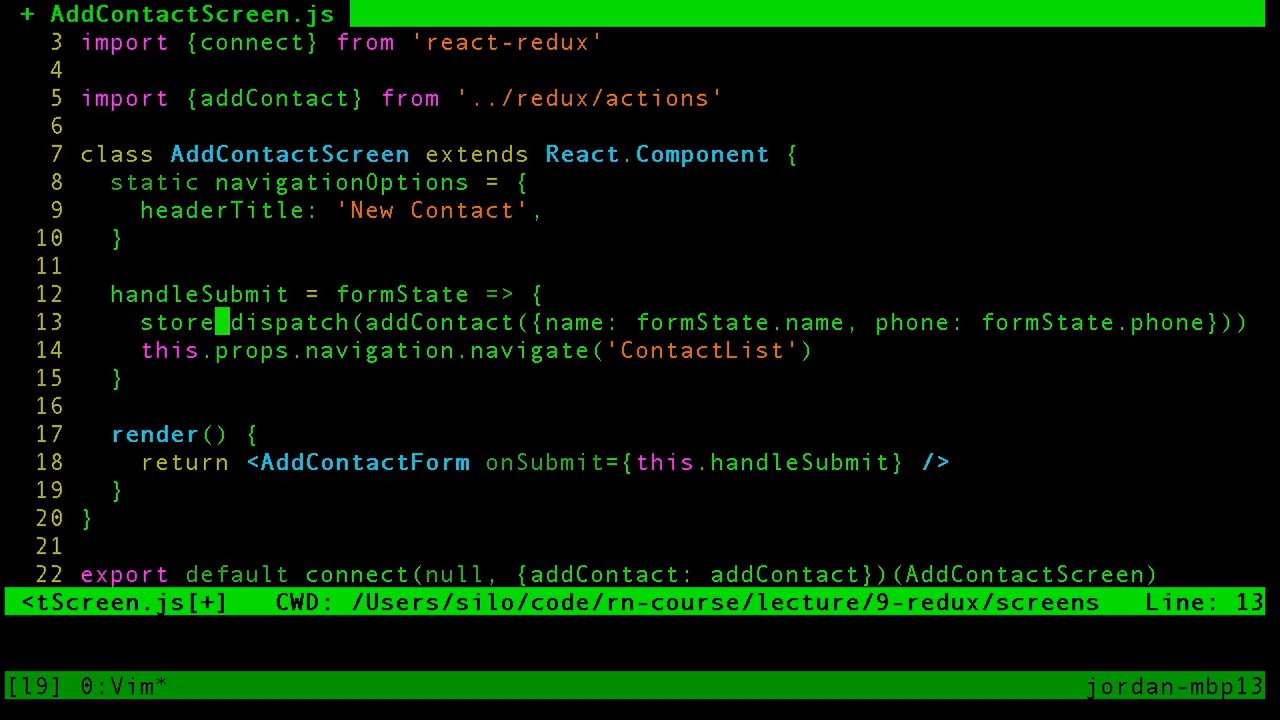 + AddContactScreen.js
3 import {connect} from 'react-redux'
4
5 import {addContact} from '../redux/actions'
6
7 class AddContactScreen extends React.Component {
8   static navigationOptions = {
9     headerTitle: 'New Contact',
10   }
11
12   handleSubmit = formState => {
13     store dispatch(addContact({name: formState.name, phone: formState.phone}))
14     this.props.navigation.navigate('ContactList')
15   }
16
17   render() {
18     return <AddContactForm onSubmit={this.handleSubmit} />
19   }
20 }
21
22 export default connect(null, {addContact: addContact})(AddContactScreen)
<tScreen.js[+]   CWD: /Users/silo/code/rn-course/lecture/9-redux/screens   Line: 13
[l9] 0:Vim* jordan-mbp13